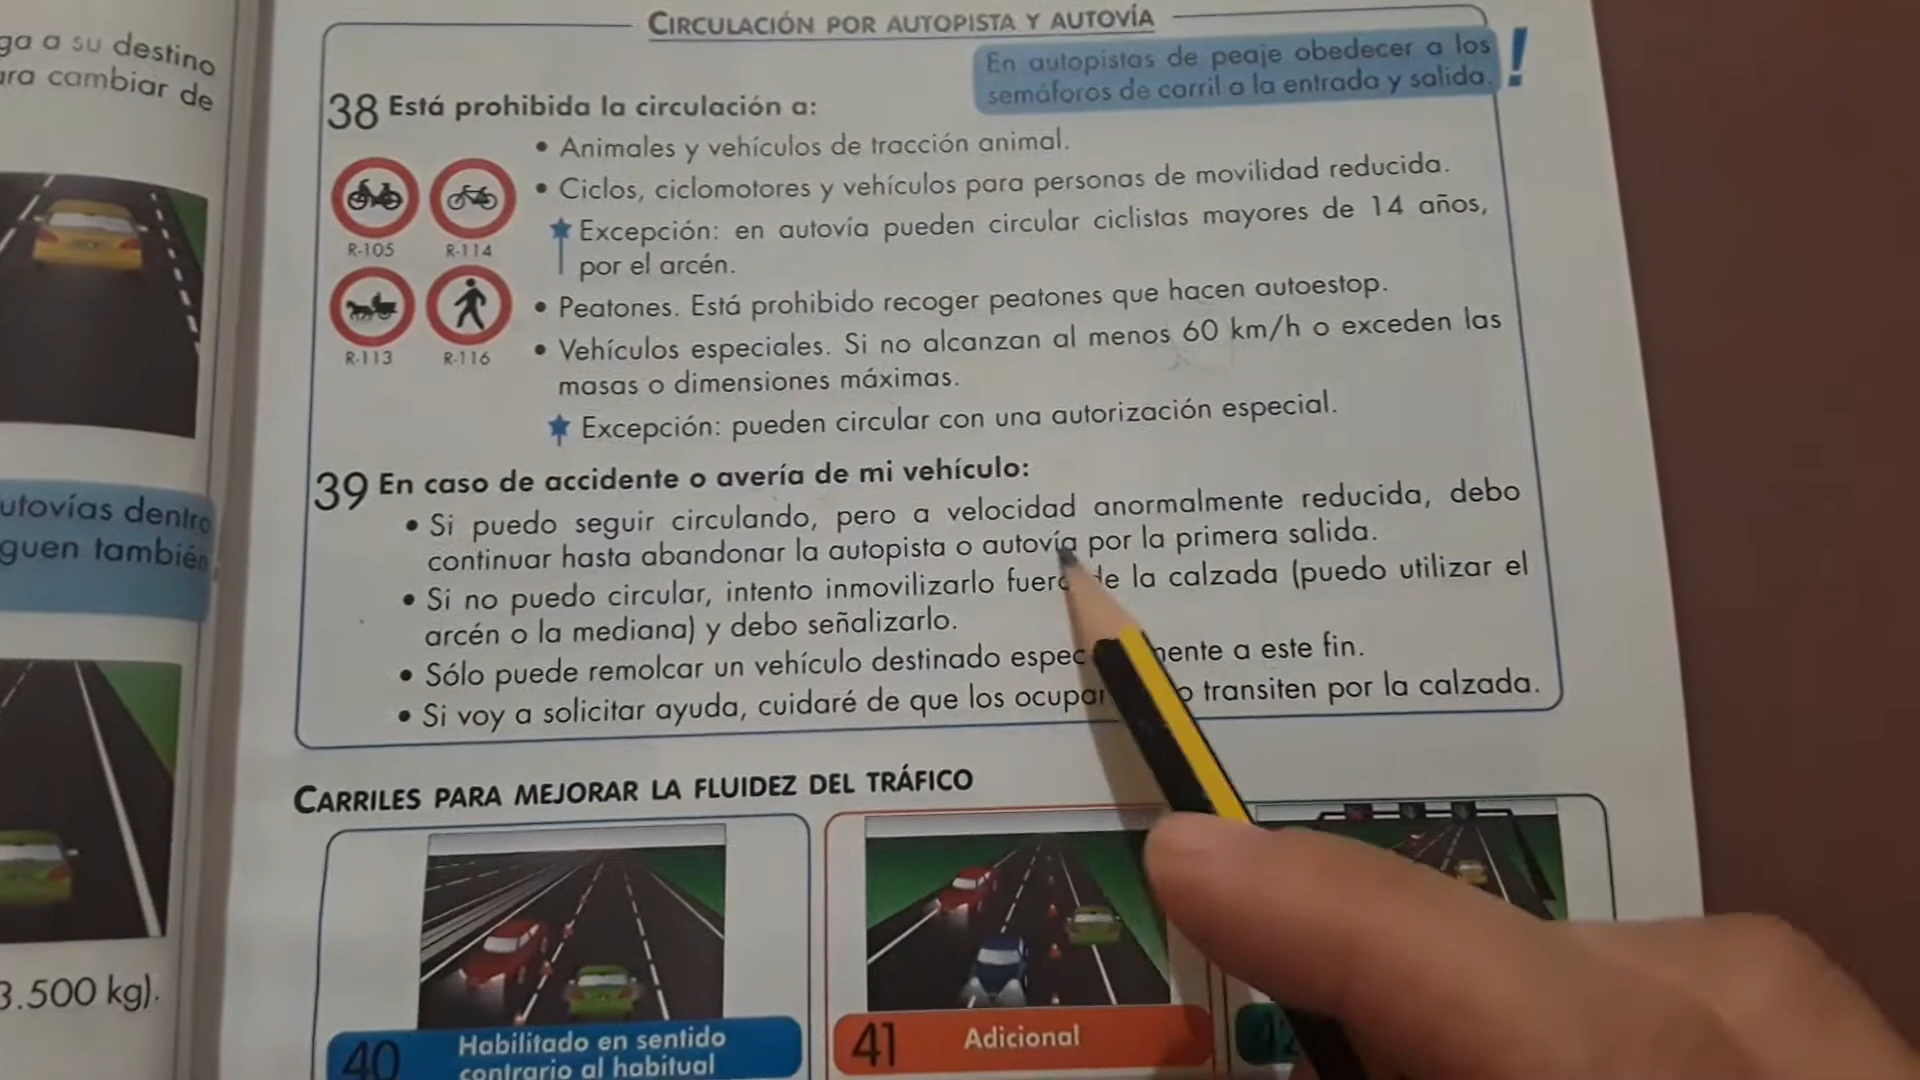 ga a su destino
ara cambiar de
utovías dentro
guen también
3.500 kg).
CIRCULACIÓN POR AUTOPISTA Y AUTOVÍA
En autopistas de peaje obedecer a los
semáforos de carril a la entrada y salida.
!
38 Está prohibida la circulación a:
• Animales y vehículos de tracción animal.
• Ciclos, ciclomotores y vehículos para personas de movilidad reducida.
Excepción: en autovía pueden circular ciclistas mayores de 14 años,
por el arcén.
• Peatones. Está prohibido recoger peatones que hacen autoestop.
• Vehículos especiales. Si no alcanzan al menos 60 km/h o exceden las
masas o dimensiones máximas.
Excepción: pueden circular con una autorización especial.
R-105 R-114
R-113 R-116
39 En caso de accidente o avería de mi vehículo:
• Si puedo seguir circulando, pero a velocidad anormalmente reducida, debo
continuar hasta abandonar la autopista o autovía por la primera salida.
• Si no puedo circular, intento inmovilizarlo fuera de la calzada (puedo utilizar el
arcén o la mediana) y debo señalizarlo.
• Sólo puede remolcar un vehículo destinado espec mente a este fin.
• Si voy a solicitar ayuda, cuidaré de que los ocupan o transiten por la calzada.
CARRILES PARA MEJORAR LA FLUIDEZ DEL TRÁFICO
40 Habilitado en sentido
contrario al habitual
41 Adicional
42